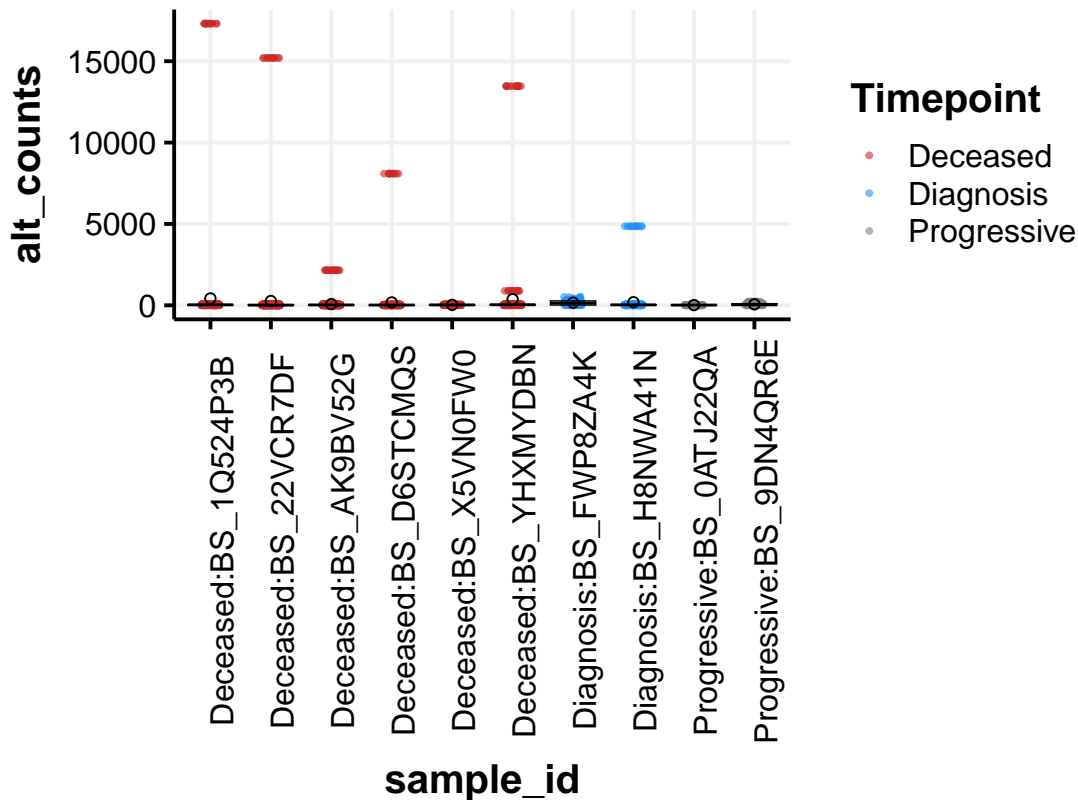 alt_counts
15000
10000
5000
0
Timepoint
Deceased
Diagnosis
Progressive
Deceased:BS_1Q524P3B
Deceased:BS_22VCR7DF
Deceased:BS_AK9BV52G
Deceased:BS_D6STCMQS
Deceased:BS_X5VN0FW0
Deceased:BS_YHXMYDBN
Diagnosis:BS_FWP8ZA4K
Diagnosis:BS_H8NWA41N
Progressive:BS_0ATJ22QA
Progressive:BS_9DN4QR6E
sample_id